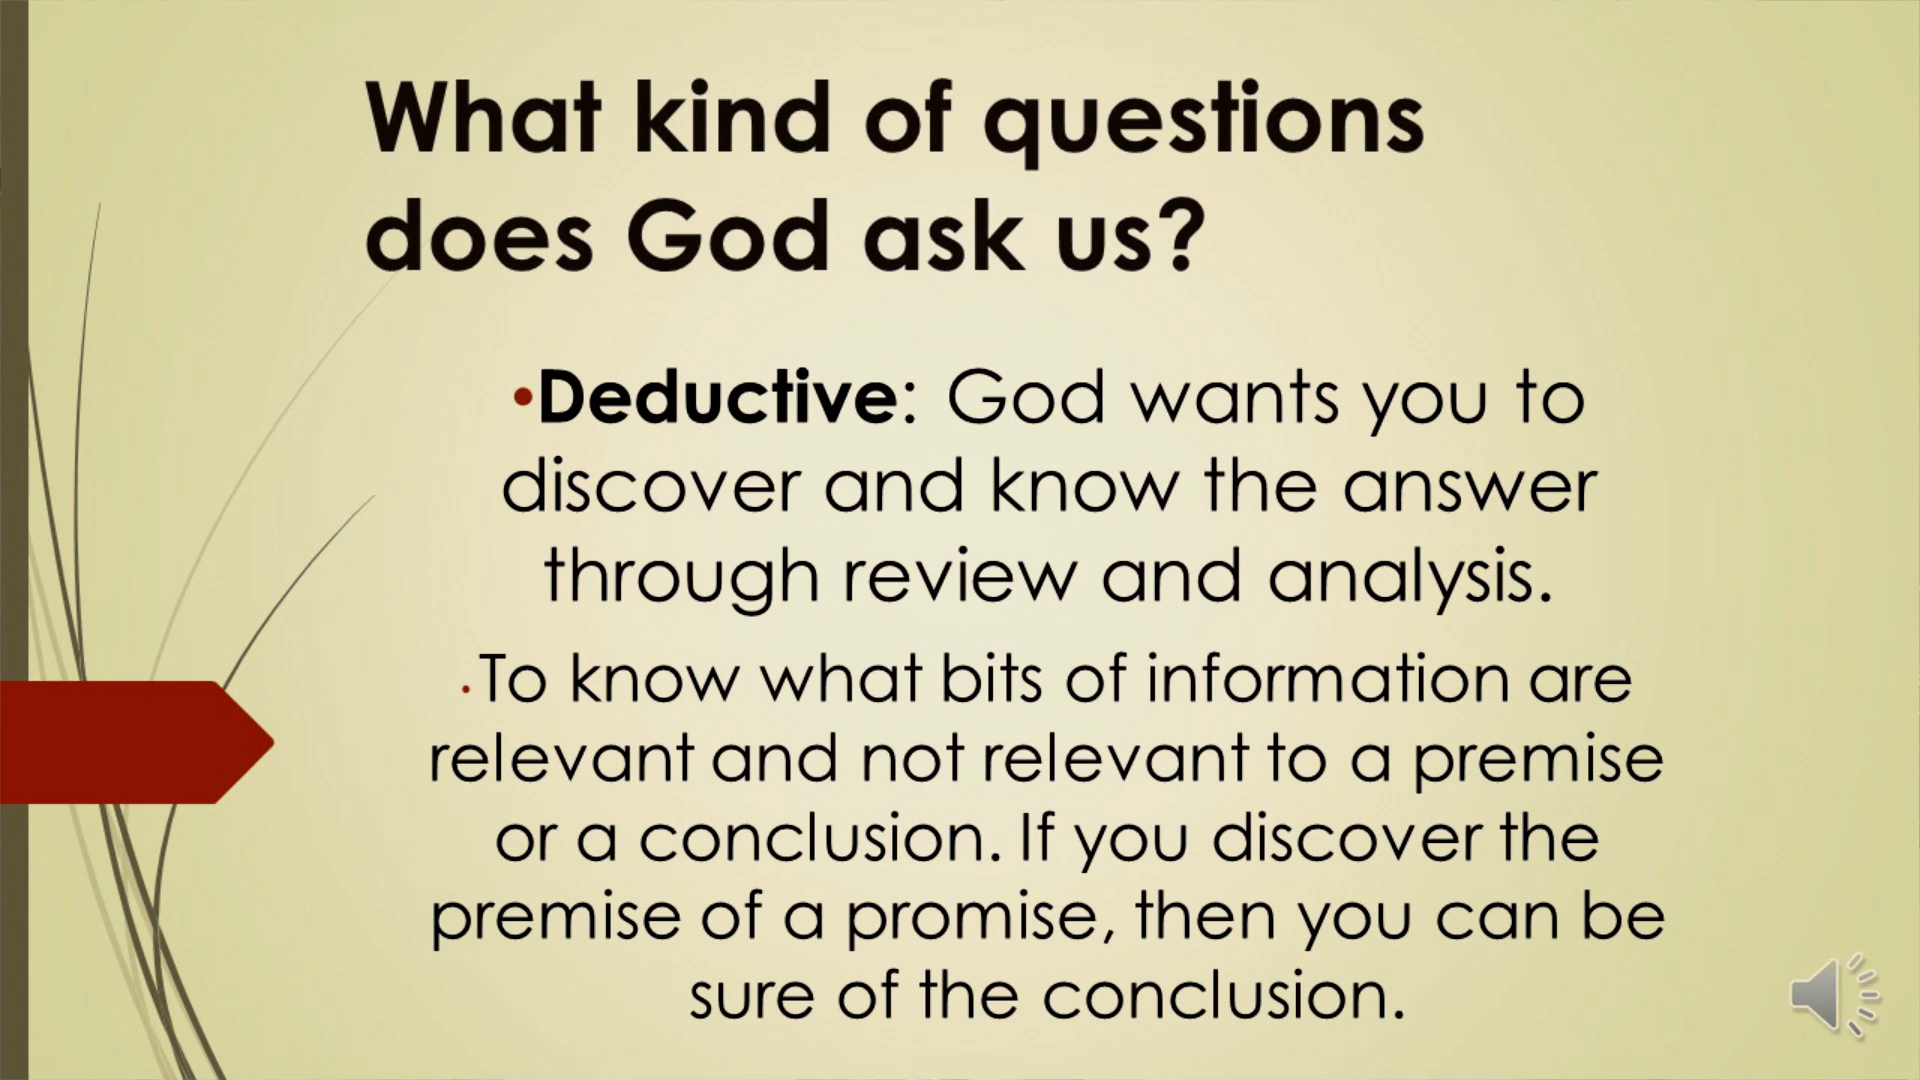 What kind of questions
does God ask us?
•Deductive: God wants you to
discover and know the answer
through review and analysis.
•To know what bits of information are
relevant and not relevant to a premise
or a conclusion. If you discover the
premise of a promise, then you can be
sure of the conclusion.